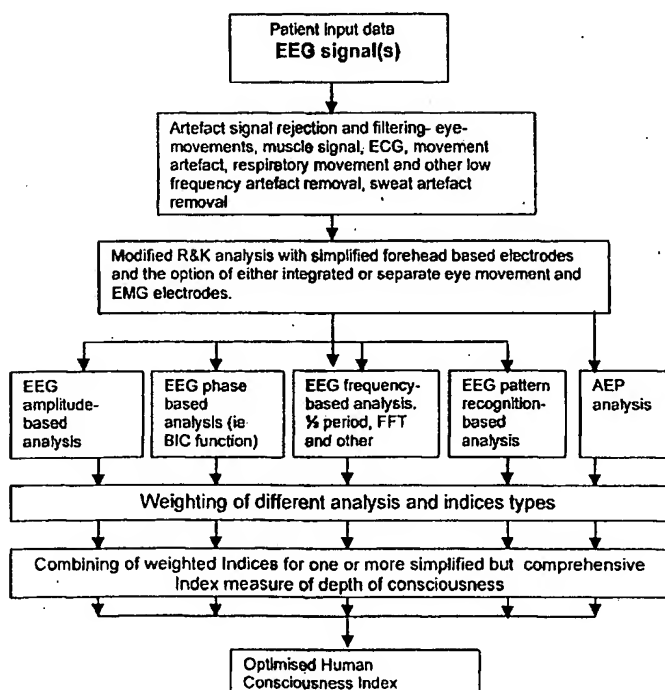 Patient input data
EEG signal(s)
Artefact signal rejection and filtering- eye-
movements, muscle signal, ECG, movement
artefact, respiratory movement and other low
frequency artefact removal, sweat artefact
removal
Modified R&K analysis with simplified forehead based electrodes
and the option of either integrated or separate eye movement and
EMG electrodes.
EEG
amplitude-
based
analysis
EEG phase
based
analysis (ie
BIC function)
EEG frequency-
based analysis.
½ period, FFT
and other
EEG pattern
recognition-
based
analysis
AEP
analysis
Weighting of different analysis and indices types
Combining of weighted Indices for one or more simplified but comprehensive
Index measure of depth of consciousness
Optimised Human
Consciousness Index